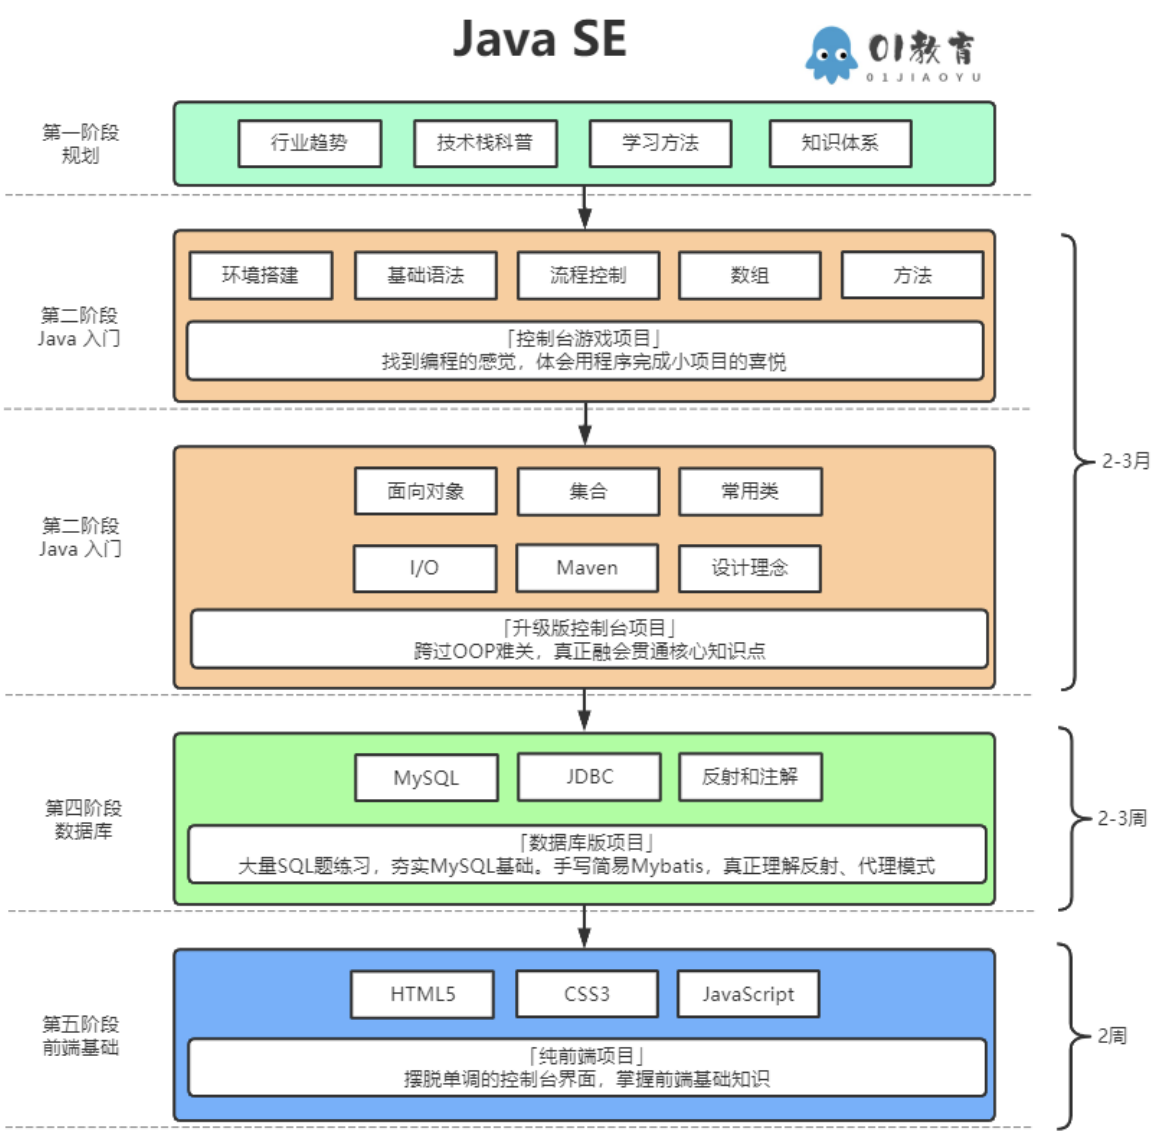 Java SE
01教育
01JIAOYU
第一阶段
规划
行业趋势
技术栈科普
学习方法
知识体系
第二阶段
Java 入门
环境搭建
基础语法
流程控制
数组
方法
「控制台游戏项目」
找到编程的感觉，体会用程序完成小项目的喜悦
2-3月
第二阶段
Java 入门
面向对象
集合
常用类
I/O
Maven
设计理念
「升级版控制台项目」
跨过OOP难关，真正融会贯通核心知识点
第四阶段
数据库
MySQL
JDBC
反射和注解
「数据库版项目」
大量SQL题练习，夯实MySQL基础。手写简易Mybatis，真正理解反射、代理模式
2-3周
第五阶段
前端基础
HTML5
CSS3
JavaScript
「纯前端项目」
摆脱单调的控制台界面，掌握前端基础知识
2周